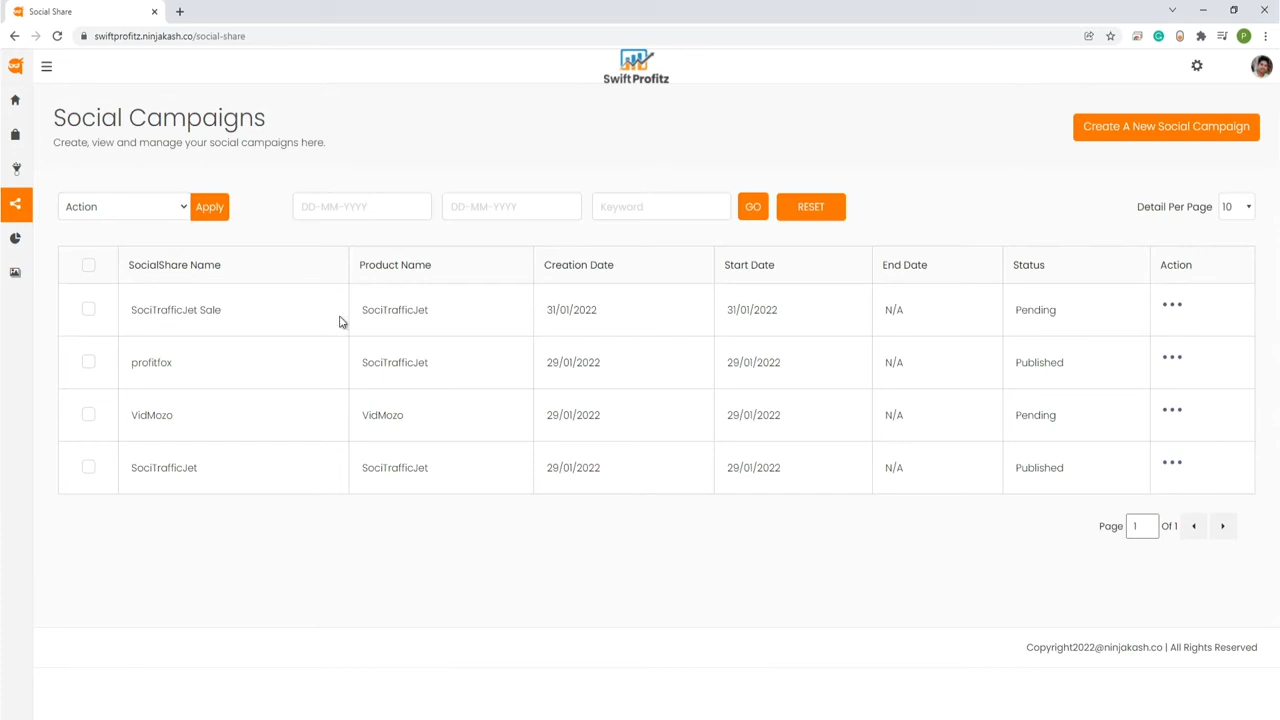 Social Share
swiftprofitz.ninjakash.co/social-share
P
SwiftProfitz
Social Campaigns
Create, view and manage your social campaigns here.
Create A New Social Campaign
Action Apply DD-MM-YYYY DD-MM-YYYY Keyword GO RESET Detail Per Page 10
SocialShare Name Product Name Creation Date Start Date End Date Status Action
SociTrafficJet Sale SociTrafficJet 31/01/2022 31/01/2022 N/A Pending
profitfox SociTrafficJet 29/01/2022 29/01/2022 N/A Published
VidMozo VidMozo 29/01/2022 29/01/2022 N/A Pending
SociTrafficJet SociTrafficJet 29/01/2022 29/01/2022 N/A Published
Page 1 Of 1
Copyright2022@ninjakash.co | All Rights Reserved